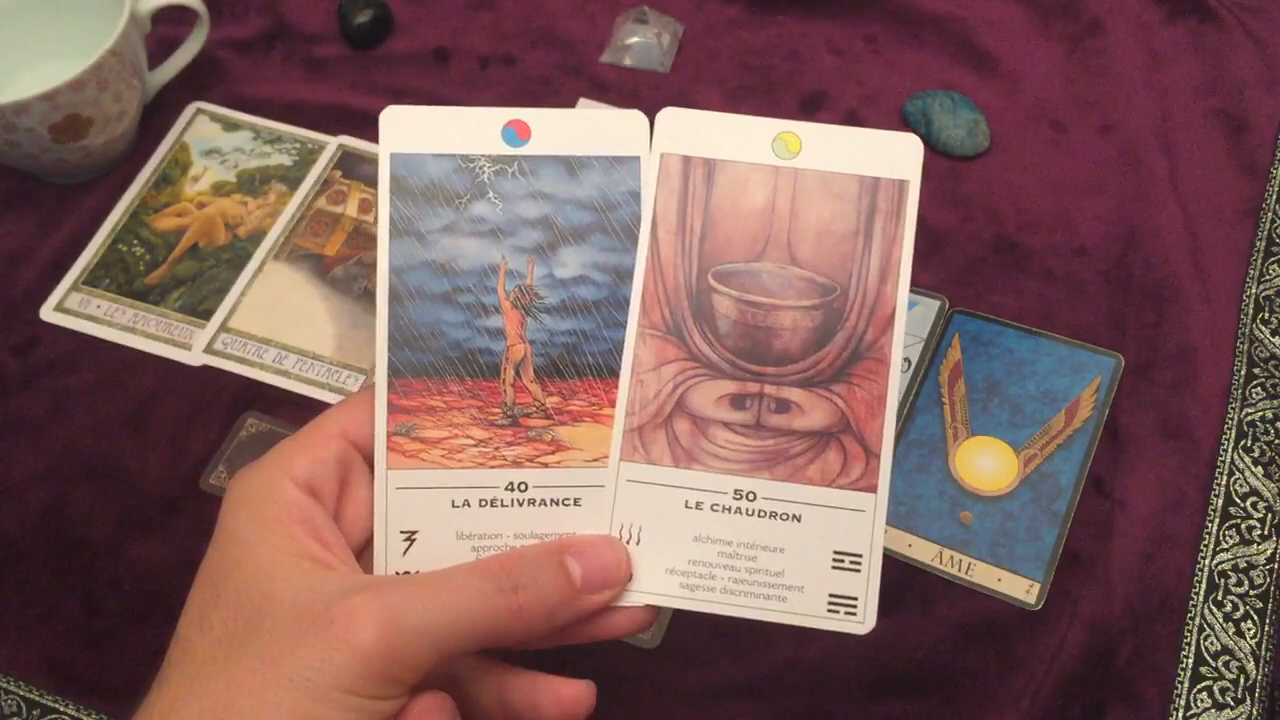 VI • LES AMOUREUX
QUATRE DE PENTACLES
40
LA DÉLIVRANCE
libération - soulagement
approche
50
LE CHAUDRON
alchimie intérieure
maîtrise
renouveau spirituel
réceptacle - rajeunissement
sagesse discriminante
• ÂME •